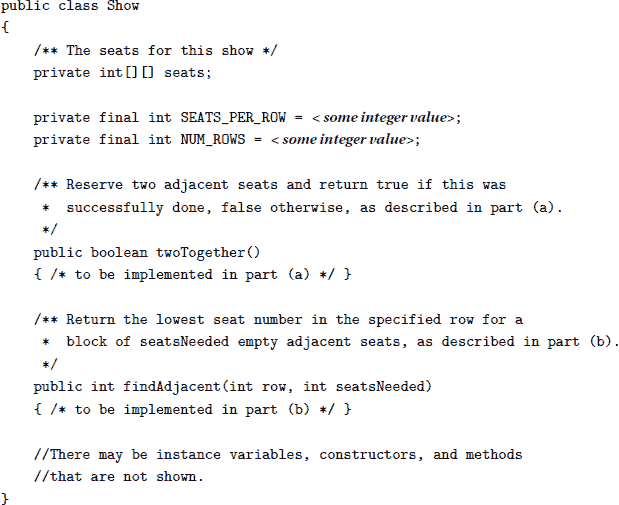 public class Show
{
/** The seats for this show */
private int[][] seats;
private final int SEATS_PER_ROW = < some integer value>;
private final int NUM_ROWS = < some integer value>;
/** Reserve two adjacent seats and return true if this was
* successfully done, false otherwise, as described in part (a).
*/
public boolean twoTogether()
{ /* to be implemented in part (a) */ }
/** Return the lowest seat number in the specified row for a
* block of seatsNeeded empty adjacent seats, as described in part (b).
*/
public int findAdjacent(int row, int seatsNeeded)
{ /* to be implemented in part (b) */ }
//There may be instance variables, constructors, and methods
//that are not shown.
}